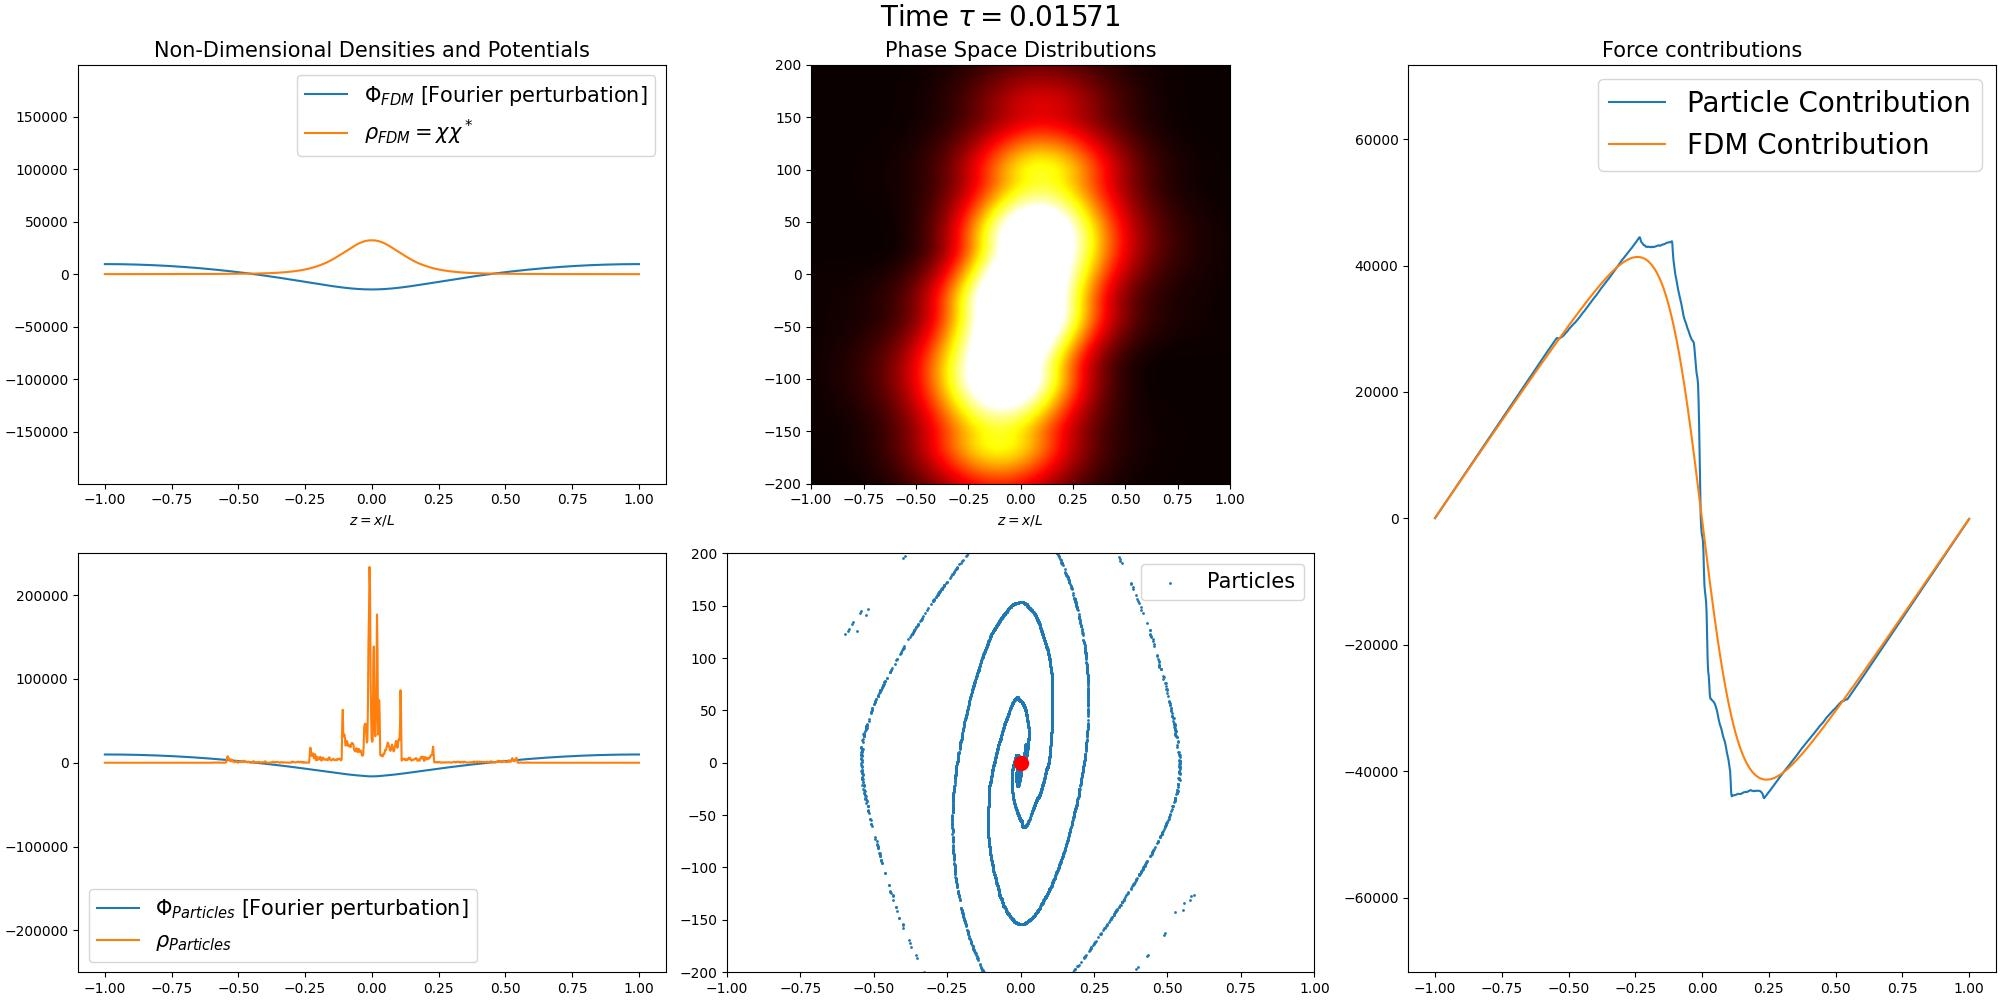 Time τ = 0.01571
Non-Dimensional Densities and Potentials
Φ_FDM [Fourier perturbation]
ρ_FDM = χχ*
150000
100000
50000
0
−50000
−100000
−150000
−1.00 −0.75 −0.50 −0.25 0.00 0.25 0.50 0.75 1.00
z = x/L
Phase Space Distributions
200
150
100
50
0
−50
−100
−150
−200
−1.00 −0.75 −0.50 −0.25 0.00 0.25 0.50 0.75 1.00
z = x/L
Force contributions
Particle Contribution
FDM Contribution
60000
40000
20000
0
−20000
−40000
−60000
−1.00 −0.75 −0.50 −0.25 0.00 0.25 0.50 0.75 1.00
200000
100000
0
−100000
−200000
Φ_Particles [Fourier perturbation]
ρ_Particles
−1.00 −0.75 −0.50 −0.25 0.00 0.25 0.50 0.75 1.00
Particles
200
150
100
50
0
−50
−100
−150
−200
−1.00 −0.75 −0.50 −0.25 0.00 0.25 0.50 0.75 1.00